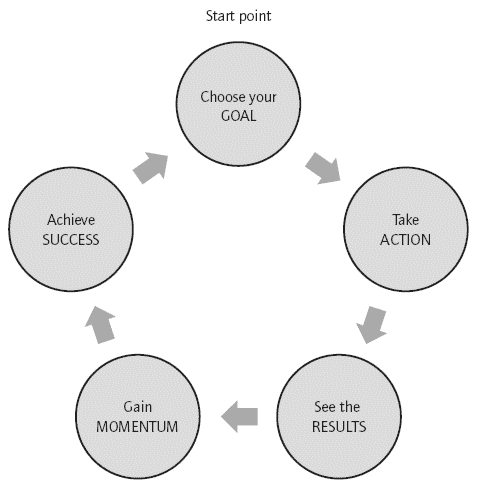 Start point
Choose your
GOAL
Take
ACTION
See the
RESULTS
Gain
MOMENTUM
Achieve
SUCCESS